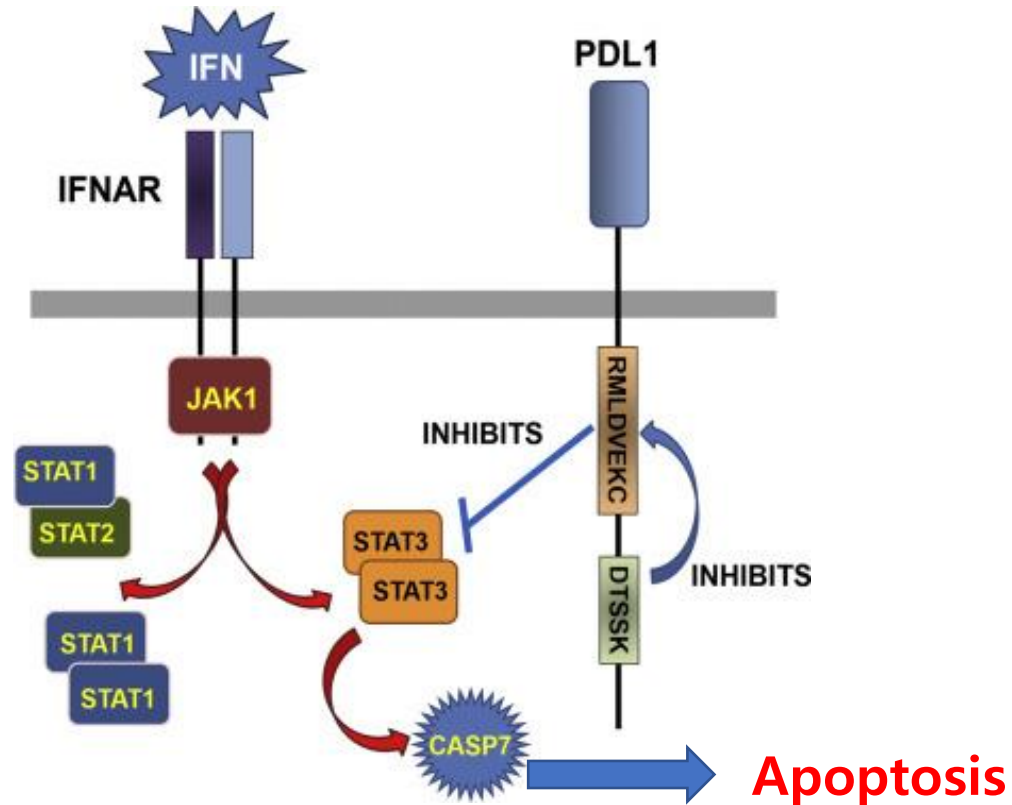 IFN
PDL1
IFNAR
JAK1
RMLDVEKC
INHIBITS
STAT1
STAT2
STAT3
STAT3
INHIBITS
DTSSK
STAT1
STAT1
CASP7
Apoptosis